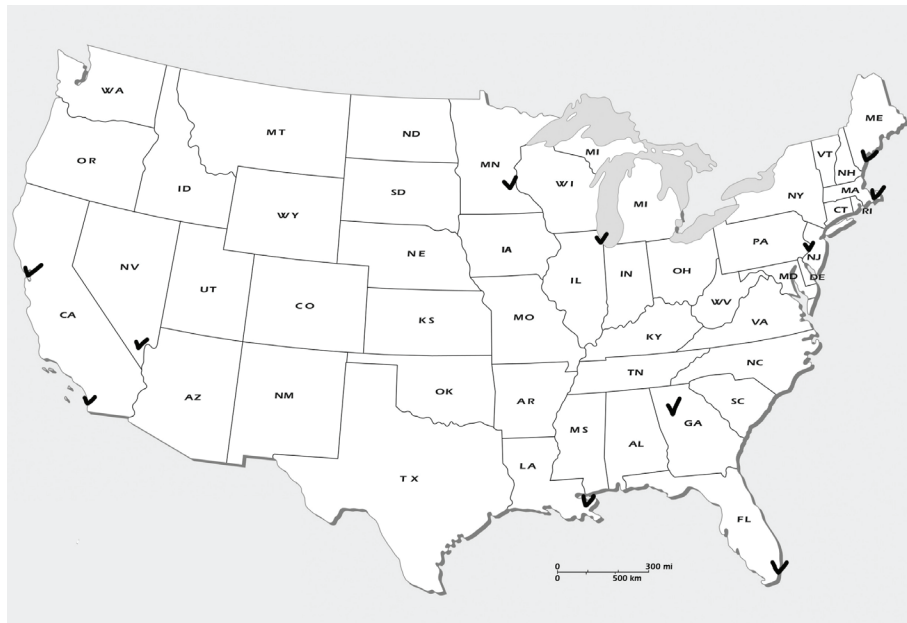 WA
ME
MT
ND
MN
MI
VT
NH
OR
ID
SD
WI
MI
NY
MA
CT
RI
WY
NE
IA
PA
NJ
NV
UT
CO
IL
IN
OH
MD
DE
CA
KS
MO
WV
VA
KY
AZ
NM
OK
AR
TN
NC
SC
MS
AL
GA
TX
LA
FL
0 300 mi
0 500 km